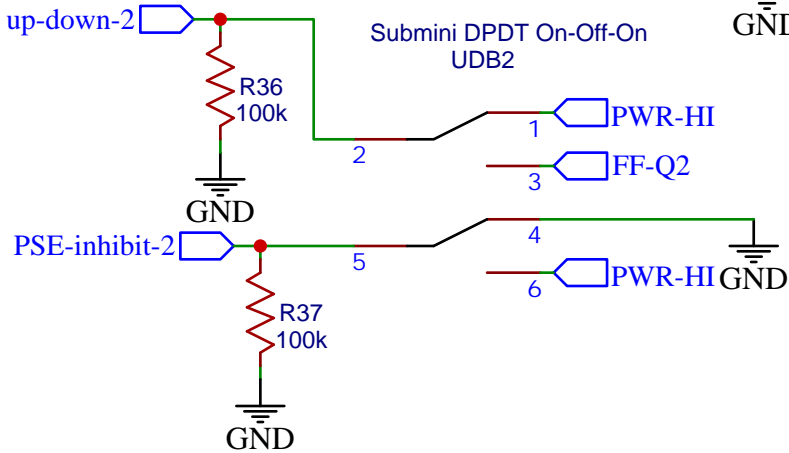 up-down-2
Submini DPDT On-Off-On
UDB2
GND
R36
100k
1
PWR-HI
2
3
FF-Q2
GND
PSE-inhibit-2
4
5
6
PWR-HI
GND
R37
100k
GND